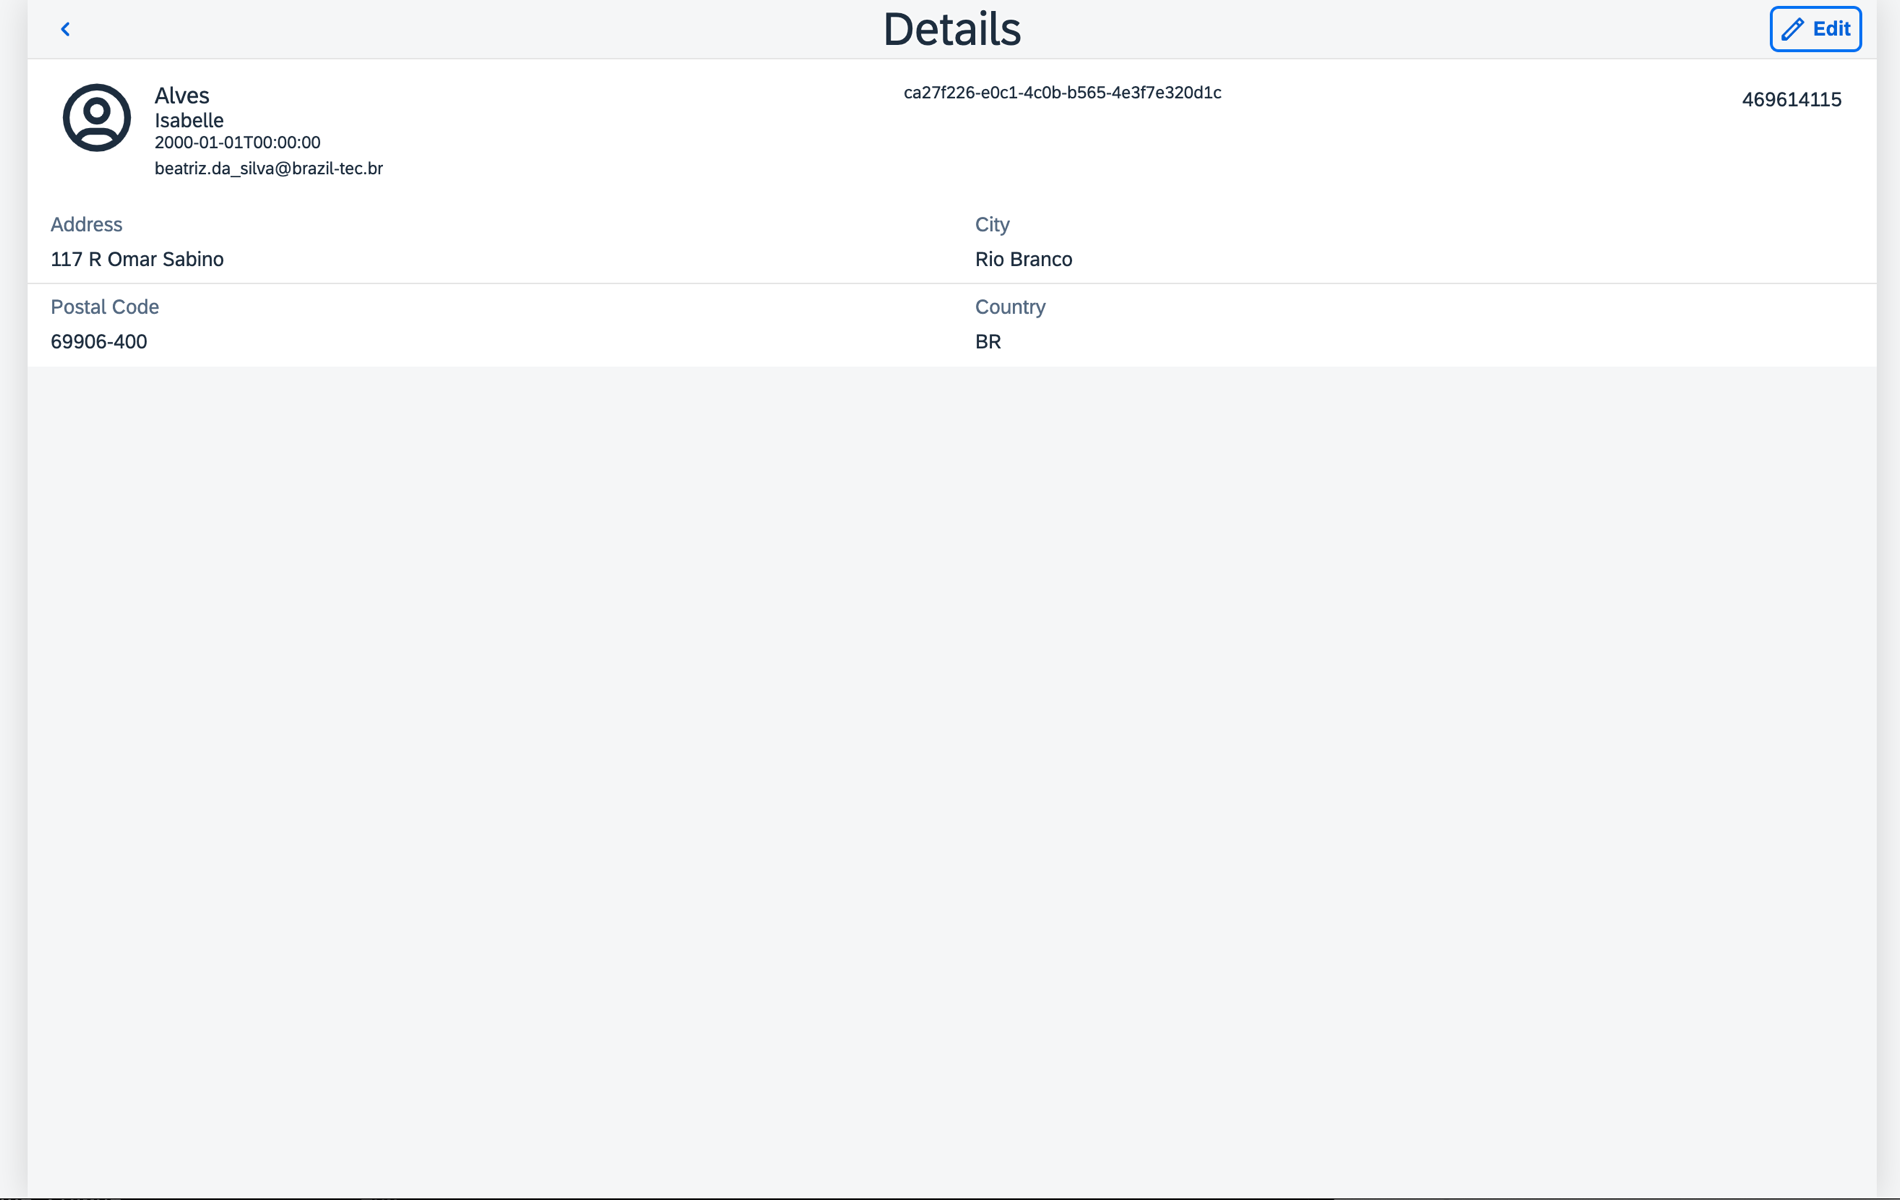 Details
Edit
Alves
Isabelle
2000-01-01T00:00:00
beatriz.da_silva@brazil-tec.br
ca27f226-e0c1-4c0b-b565-4e3f7e320d1c
469614115
Address
117 R Omar Sabino
City
Rio Branco
Postal Code
69906-400
Country
BR